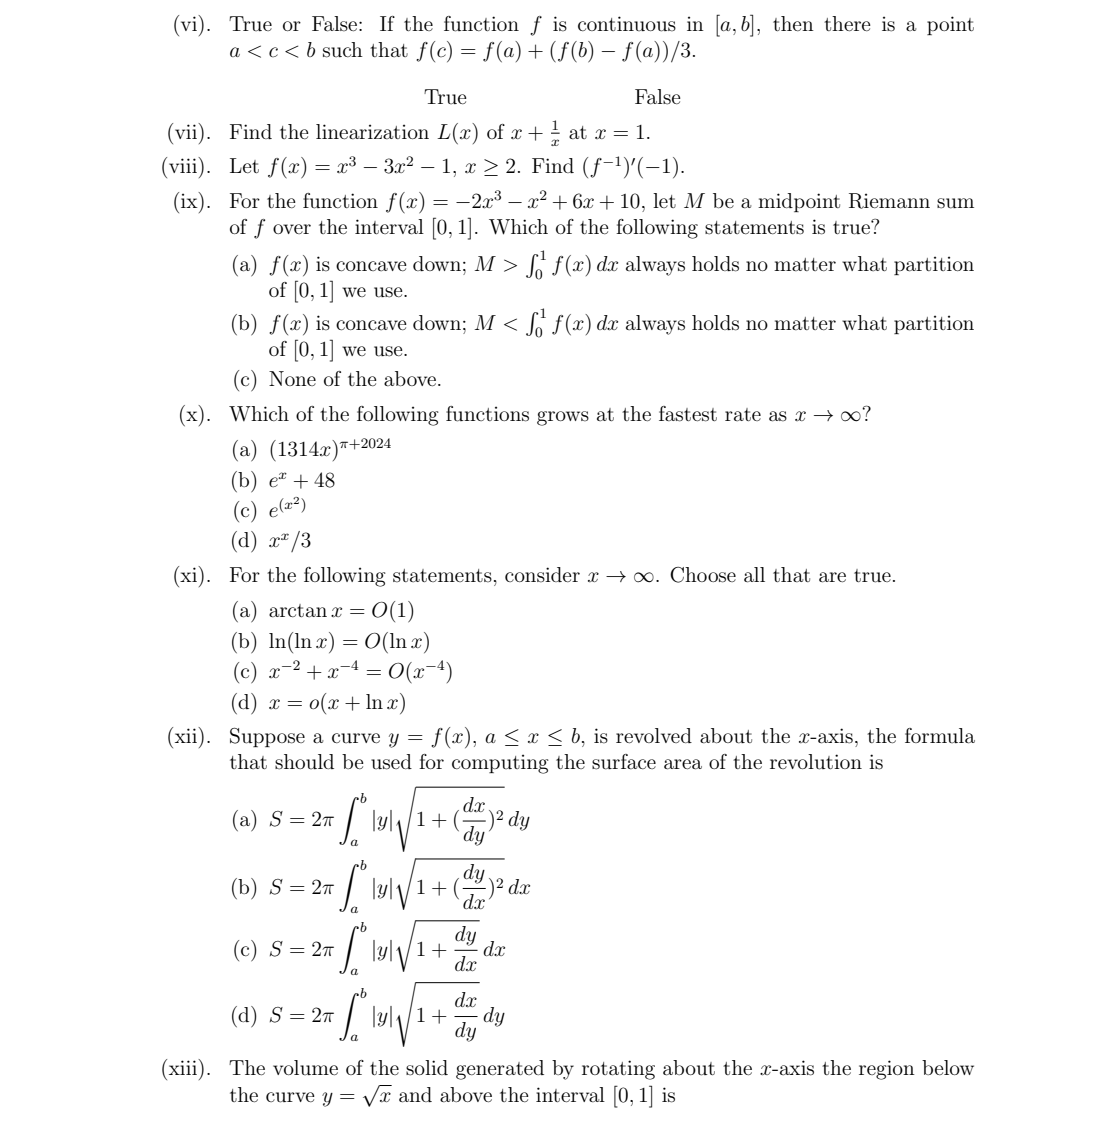 (vi). True or False: If the function f is continuous in [a, b], then there is a point
a < c < b such that f(c) = f(a) + (f(b) − f(a))/3.
True False
(vii). Find the linearization L(x) of x + 1/x at x = 1.
(viii). Let f(x) = x³ − 3x² − 1, x ≥ 2. Find (f⁻¹)′(−1).
(ix). For the function f(x) = −2x³ − x² + 6x + 10, let M be a midpoint Riemann sum
of f over the interval [0, 1]. Which of the following statements is true?
(a) f(x) is concave down; M > ∫₀¹ f(x) dx always holds no matter what partition
of [0, 1] we use.
(b) f(x) is concave down; M < ∫₀¹ f(x) dx always holds no matter what partition
of [0, 1] we use.
(c) None of the above.
(x). Which of the following functions grows at the fastest rate as x → ∞?
(a) (1314x)^{π+2024}
(b) eˣ + 48
(c) e^{(x²)}
(d) xˣ/3
(xi). For the following statements, consider x → ∞. Choose all that are true.
(a) arctan x = O(1)
(b) ln(ln x) = O(ln x)
(c) x⁻² + x⁻⁴ = O(x⁻⁴)
(d) x = o(x + ln x)
(xii). Suppose a curve y = f(x), a ≤ x ≤ b, is revolved about the x-axis, the formula
that should be used for computing the surface area of the revolution is
(a) S = 2π ∫_a^b |y| √(1 + (dx/dy)²) dy
(b) S = 2π ∫_a^b |y| √(1 + (dy/dx)²) dx
(c) S = 2π ∫_a^b |y| √(1 + dy/dx) dx
(d) S = 2π ∫_a^b |y| √(1 + dx/dy) dy
(xiii). The volume of the solid generated by rotating about the x-axis the region below
the curve y = √x and above the interval [0, 1] is